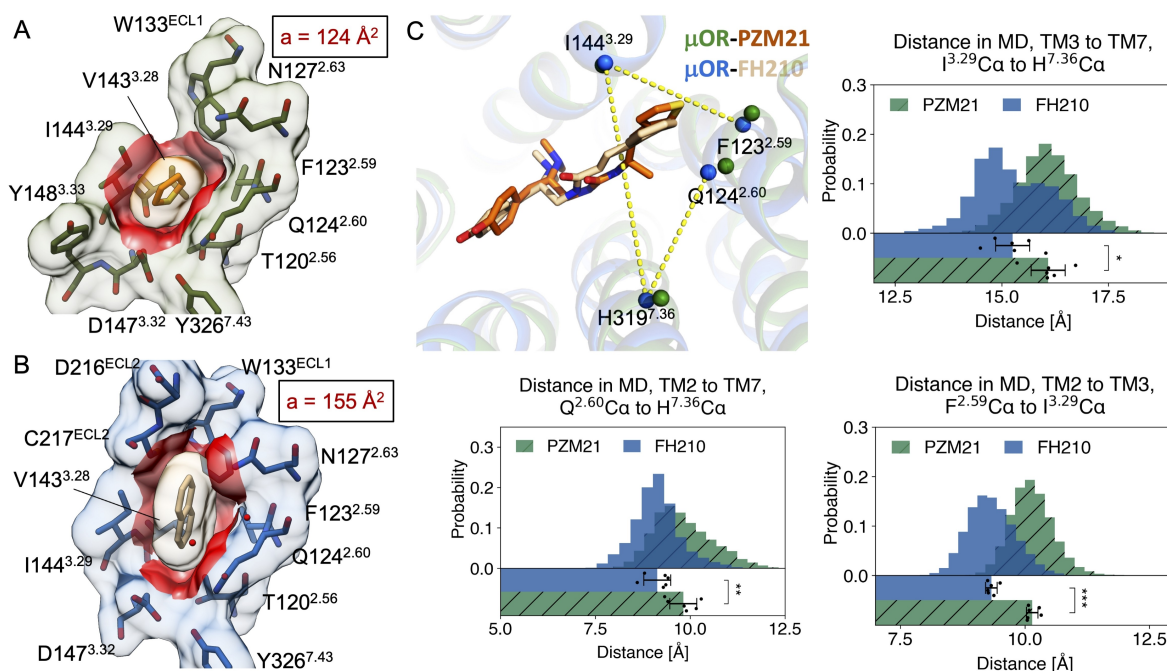 A
W133ᴱᶜᴸ¹
a = 124 Å²
V143³·²⁸
N127²·⁶³
I144³·²⁹
F123²·⁵⁹
Y148³·³³
Q124²·⁶⁰
T120²·⁵⁶
D147³·³² Y326⁷·⁴³
B
D216ᴱᶜᴸ²
W133ᴱᶜᴸ¹
a = 155 Å²
C217ᴱᶜᴸ²
N127²·⁶³
V143³·²⁸
F123²·⁵⁹
Q124²·⁶⁰
I144³·²⁹
T120²·⁵⁶
D147³·³²
Y326⁷·⁴³
C
I144³·²⁹
μOR-PZM21
μOR-FH210
F123²·⁵⁹
Q124²·⁶⁰
H319⁷·³⁶
Distance in MD, TM3 to TM7,
I³·²⁹Cα to H⁷·³⁶Cα
PZM21 FH210
Probability
0.3
0.2
0.1
0.0
*
12.5 15.0 17.5
Distance [Å]
Distance in MD, TM2 to TM7,
Q²·⁶⁰Cα to H⁷·³⁶Cα
PZM21 FH210
Probability
0.3
0.2
0.1
0.0
**
5.0 7.5 10.0 12.5
Distance [Å]
Distance in MD, TM2 to TM3,
F²·⁵⁹Cα to I³·²⁹Cα
PZM21 FH210
Probability
0.3
0.2
0.1
0.0
***
7.5 10.0 12.5
Distance [Å]